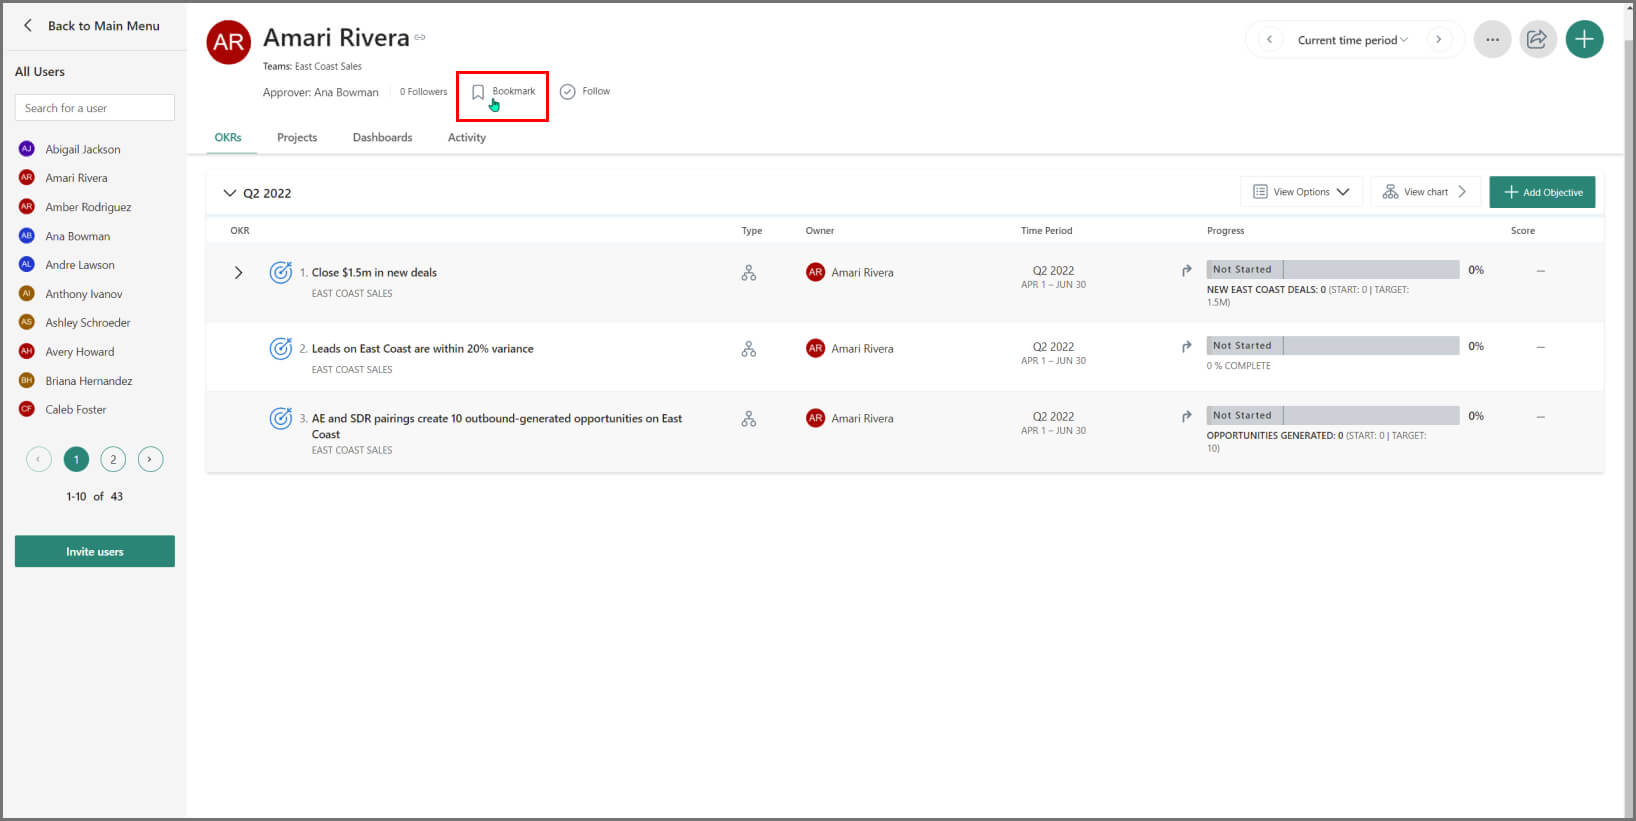 Back to Main Menu
All Users
Search for a user
AJ Abigail Jackson
AR Amari Rivera
AR Amber Rodriguez
AB Ana Bowman
AL Andre Lawson
AI Anthony Ivanov
AS Ashley Schroeder
AH Avery Howard
BH Briana Hernandez
CF Caleb Foster
1 2
1-10 of 43
Invite users
AR Amari Rivera
Teams: East Coast Sales
Approver: Ana Bowman 0 Followers Bookmark Follow
Current time period
OKRs Projects Dashboards Activity
Q2 2022
View Options View chart Add Objective
OKR Type Owner Time Period Progress Score
1. Close $1.5m in new deals
EAST COAST SALES
AR Amari Rivera
Q2 2022
APR 1 – JUN 30
Not Started 0% —
NEW EAST COAST DEALS: 0 (START: 0 | TARGET:
1.5M)
2. Leads on East Coast are within 20% variance
EAST COAST SALES
AR Amari Rivera
Q2 2022
APR 1 – JUN 30
Not Started 0% —
0 % COMPLETE
3. AE and SDR pairings create 10 outbound-generated opportunities on East
Coast
EAST COAST SALES
AR Amari Rivera
Q2 2022
APR 1 – JUN 30
Not Started 0% —
OPPORTUNITIES GENERATED: 0 (START: 0 | TARGET:
10)